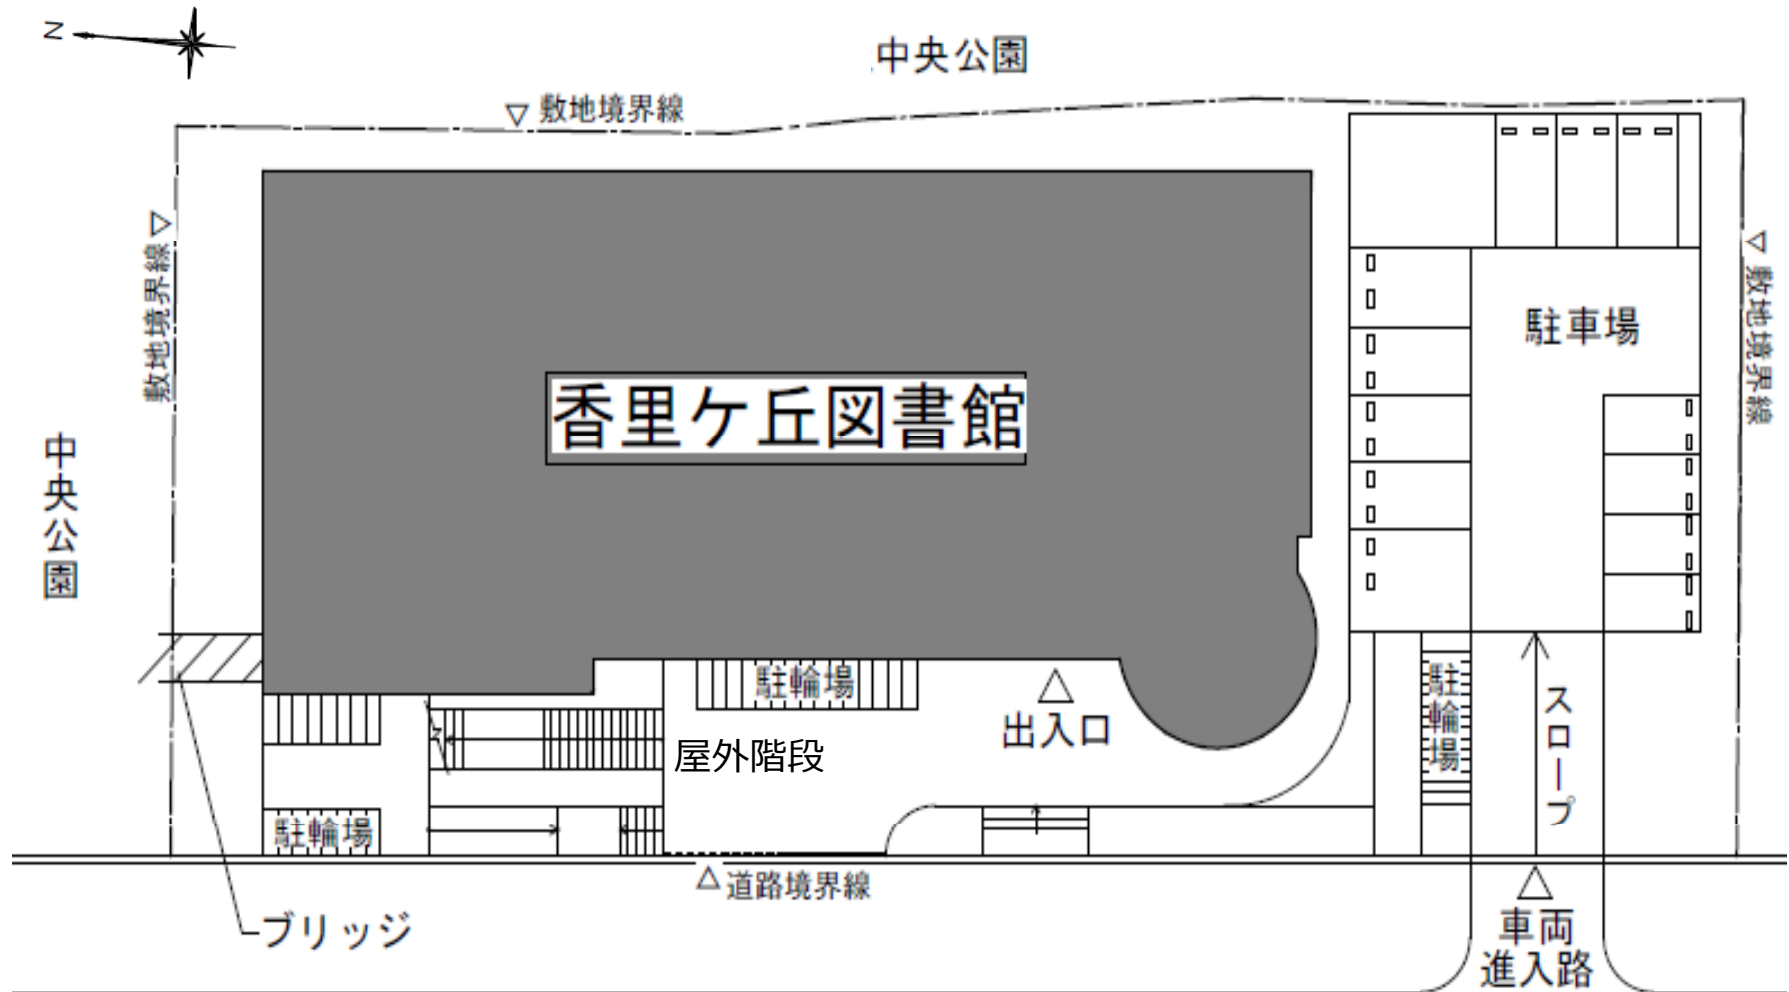 N
中央公園
敷地境界線
敷地境界線
敷地境界線
駐車場
香里ケ丘図書館
中央公園
駐輪場
出入口
屋外階段
駐輪場
スロープ
駐輪場
道路境界線
ブリッジ
車両
進入路